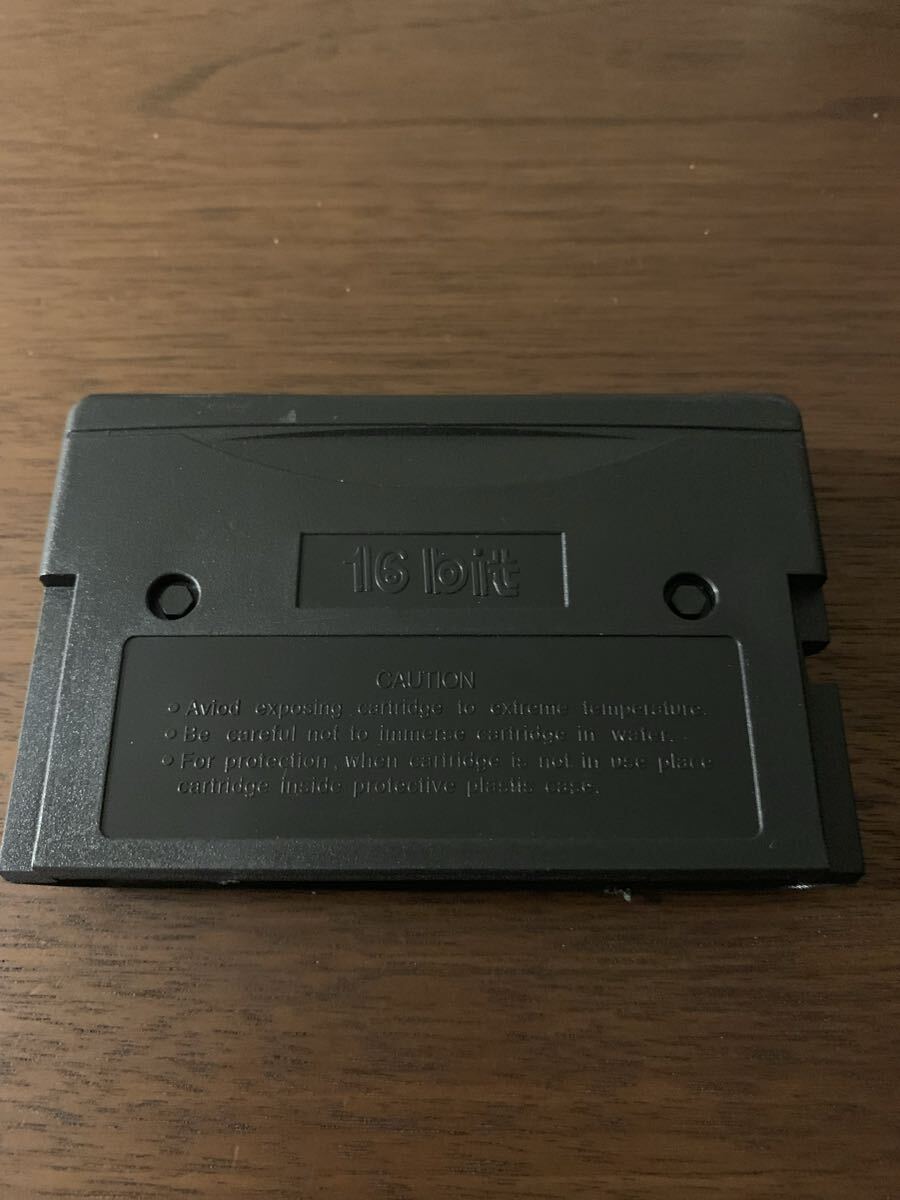 16 bit
CAUTION
○ Aviod exposing cartridge to extreme temperature.
○ Be careful not to immerse cartridge in water.
○ For protection, when cartridge is not in use place
cartridge inside protective plastis case.